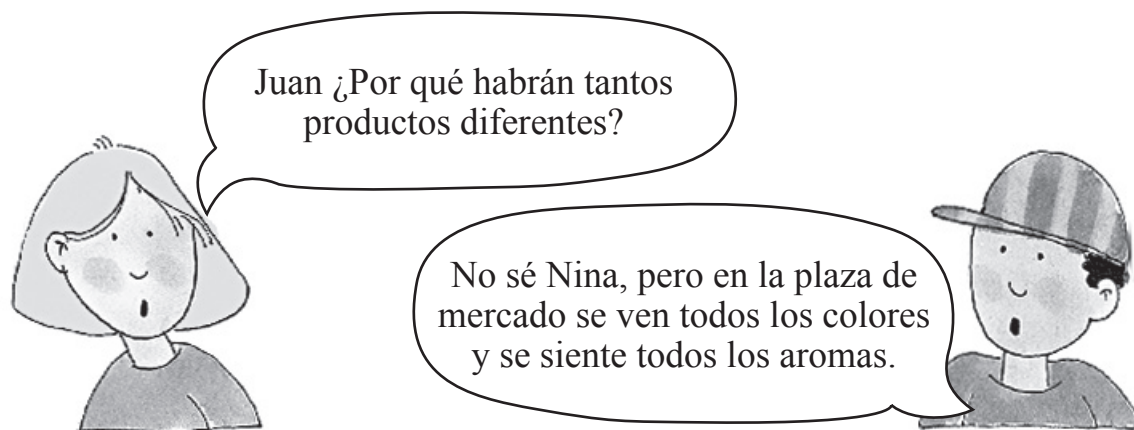 Juan ¿Por qué habrán tantos
productos diferentes?
No sé Nina, pero en la plaza de
mercado se ven todos los colores
y se siente todos los aromas.